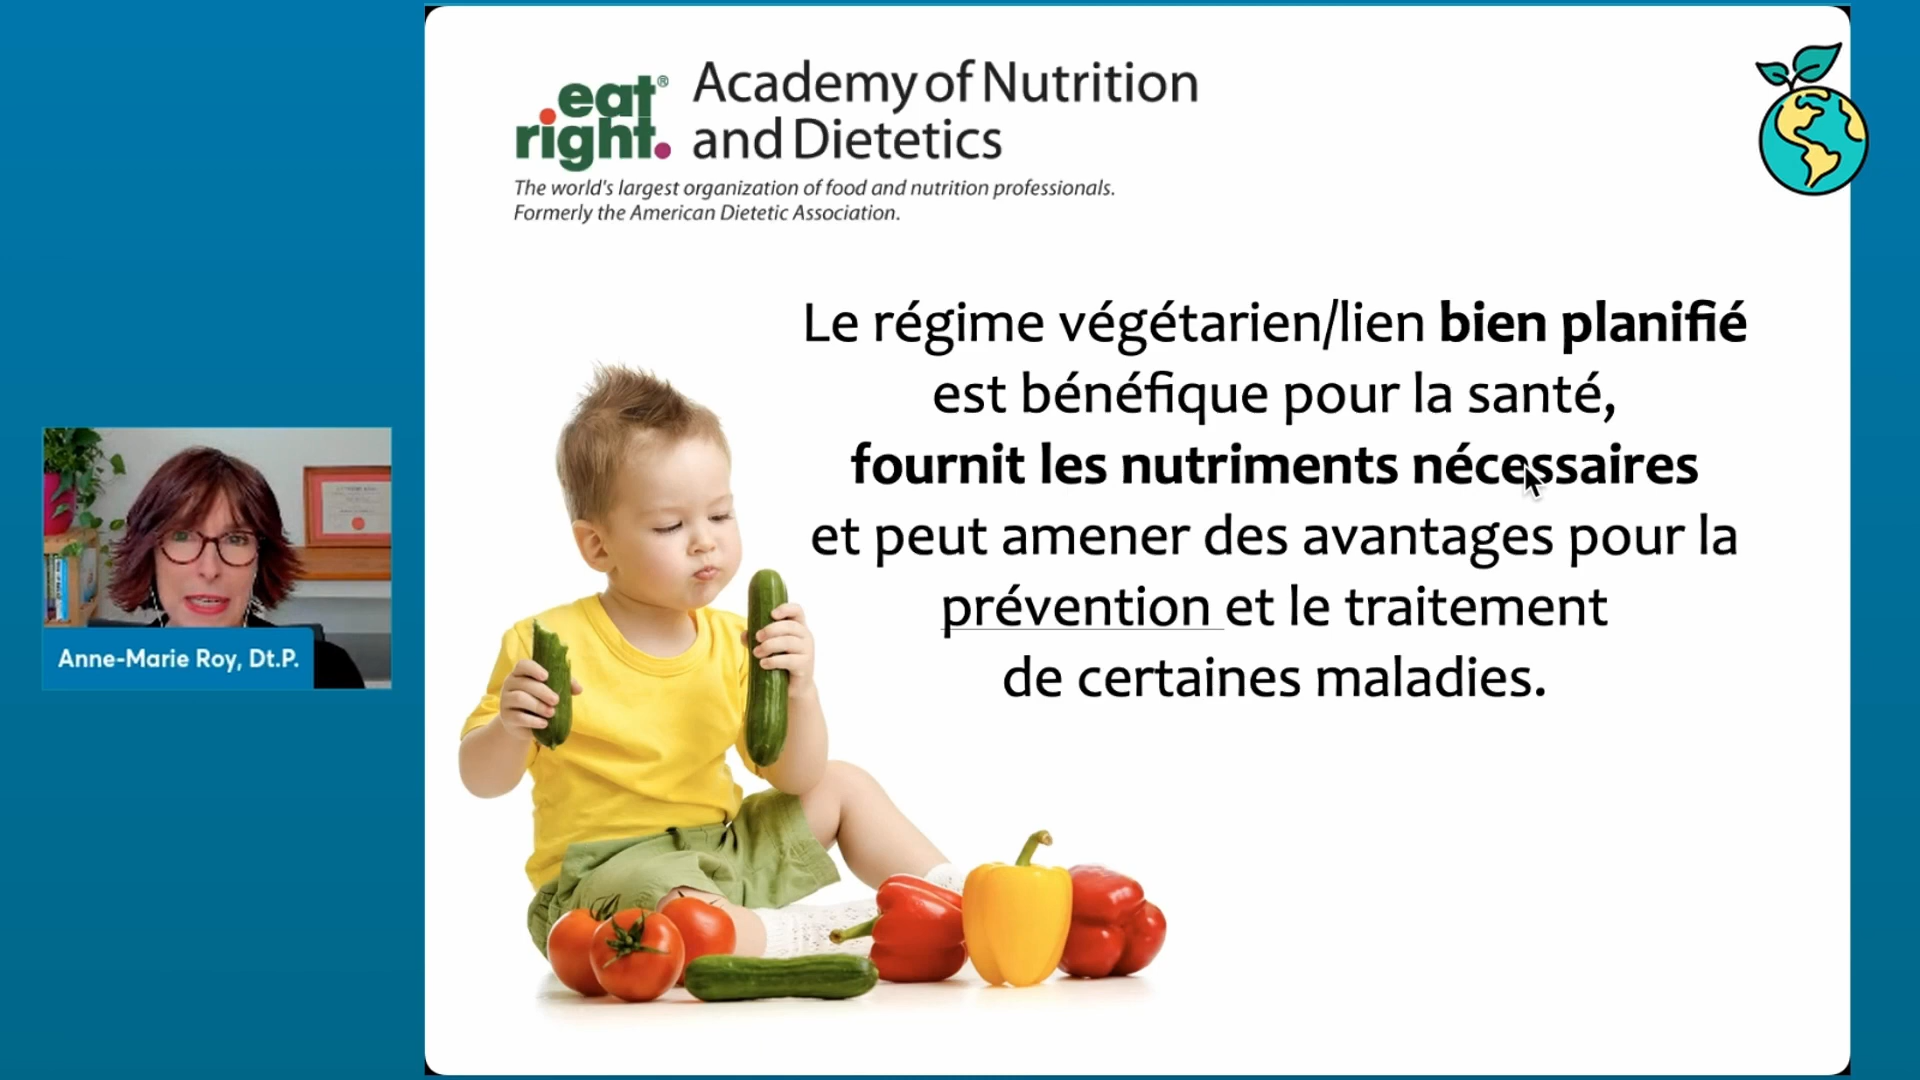 eat®
right.
Academy of Nutrition
and Dietetics
The world's largest organization of food and nutrition professionals.
Formerly the American Dietetic Association.
Le régime végétarien/lien bien planifié
est bénéfique pour la santé,
fournit les nutriments nécessaires
et peut amener des avantages pour la
prévention et le traitement
de certaines maladies.
Anne-Marie Roy, Dt.P.